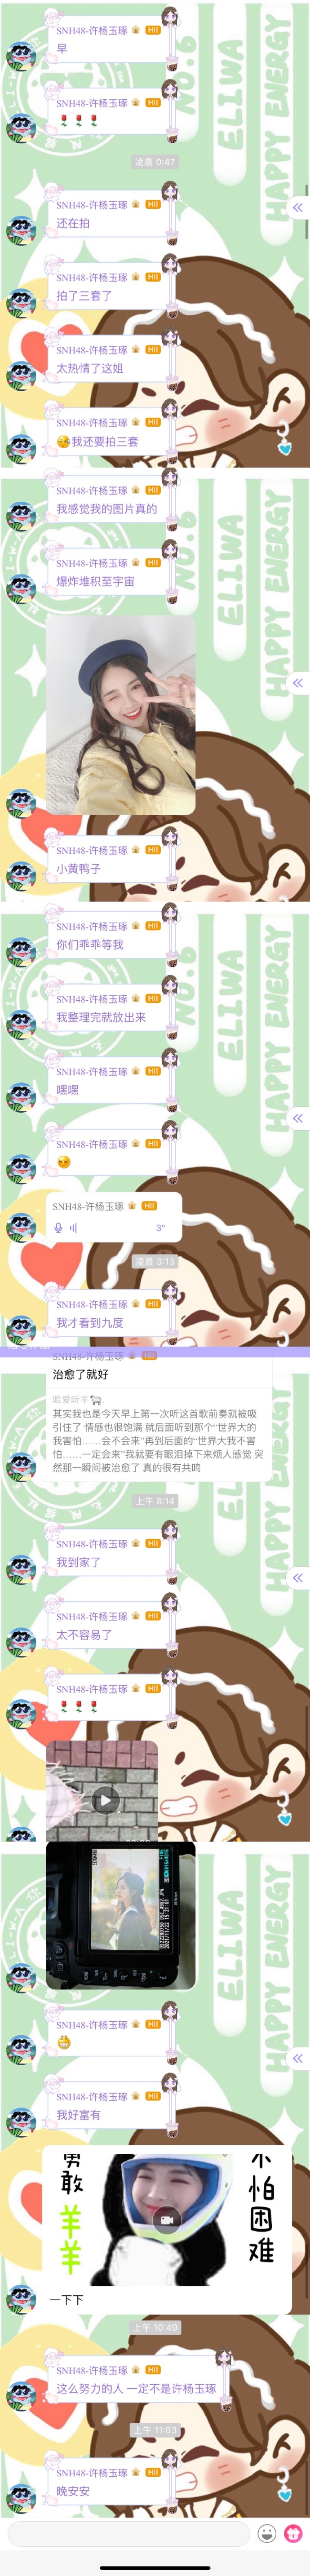 SNH48-许杨玉琢 HII
早
SNH48-许杨玉琢 HII
NO.6
ELIWA
HAPPY ENERGY
凌晨 0:47
SNH48-许杨玉琢 HII
还在拍
SNH48-许杨玉琢 HII
拍了三套了
SNH48-许杨玉琢 HII
太热情了这姐
SNH48-许杨玉琢 HII
我还要拍三套
SNH48-许杨玉琢 HII
我感觉我的图片真的
SNH48-许杨玉琢 HII
爆炸堆积至宇宙
ELIWA
HAPPY ENERGY
SNH48-许杨玉琢 HII
小黄鸭子
SNH48-许杨玉琢 HII
你们乖乖等我
SNH48-许杨玉琢 HII
我整理完就放出来
SNH48-许杨玉琢 HII
嘿嘿
ELIWA
HAPPY ENERGY
SNH48-许杨玉琢 HII
SNH48-许杨玉琢 HII
3"
凌晨 3:13
SNH48-许杨玉琢 HII
我才看到九度
SNH48-许杨玉琢 HII
治愈了就好
其实我也是今天早上第一次听这首歌前奏就被吸
引住了 情感也很饱满 就后面听到那个“世界大的
我害怕……会不会来”再到后面的“世界大我不害
怕……一定会来”我就要有眼泪掉下来烦人感觉 突
然那一瞬间被治愈了 真的很有共鸣
上午 8:14
SNH48-许杨玉琢 HII
我到家了
SNH48-许杨玉琢 HII
太不容易了
SNH48-许杨玉琢 HII
SNH48-许杨玉琢 HII
ELIWA
HAPPY ENERGY
SNH48-许杨玉琢 HII
我好富有
勇敢
羊羊
不怕困难
一下下
上午 10:49
SNH48-许杨玉琢 HII
这么努力的人 一定不是许杨玉琢
上午 11:03
SNH48-许杨玉琢 HII
晚安安